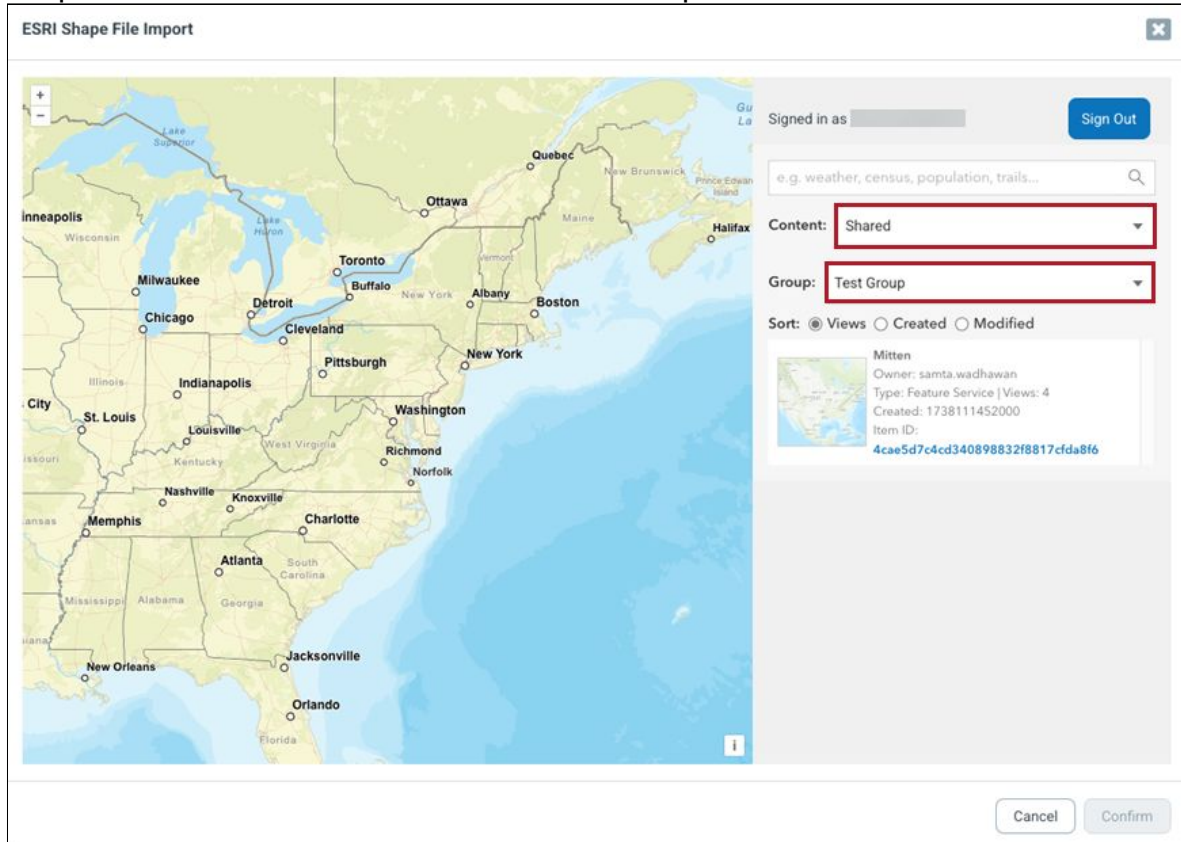 ESRI Shape File Import
Signed in as
Sign Out
e.g. weather, census, population, trails...
Content: Shared
Group: Test Group
Sort: Views Created Modified
Mitten
Owner: samta.wadhawan
Type: Feature Service | Views: 4
Created: 1738111452000
Item ID:
4cae5d7c4cd340898832f8817cfda8f6
+
−
Lake
Superior
Gu
La
Quebec
New Brunswick
Prince Edwar
Island
Ottawa
Maine
Halifax
inneapolis
Wisconsin
Lake
Huron
Vermont
Toronto
Milwaukee
Buffalo
New York
Albany
Boston
Detroit
Chicago
Cleveland
New York
Pittsburgh
Illinois
Indianapolis
City
St. Louis
Washington
Louisville
West Virginia
Richmond
issouri
Kentucky
Norfolk
Nashville
Knoxville
ansas
Memphis
Charlotte
Atlanta
South
Carolina
Mississippi
Alabama
Georgia
iana
Jacksonville
New Orleans
Orlando
Florida
i
Cancel
Confirm